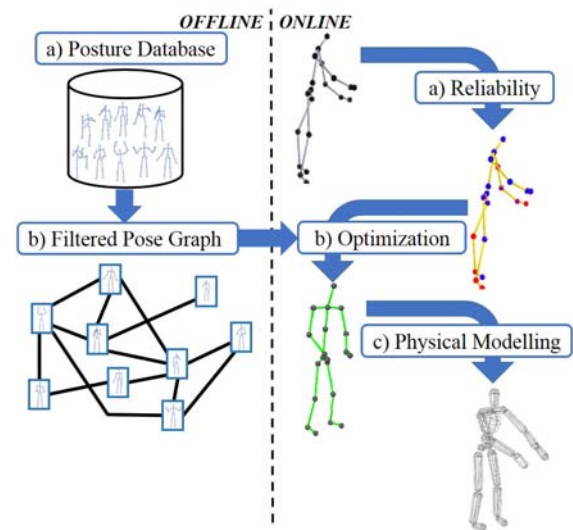 OFFLINE
ONLINE
a) Posture Database
a) Reliability
b) Filtered Pose Graph
b) Optimization
c) Physical Modelling